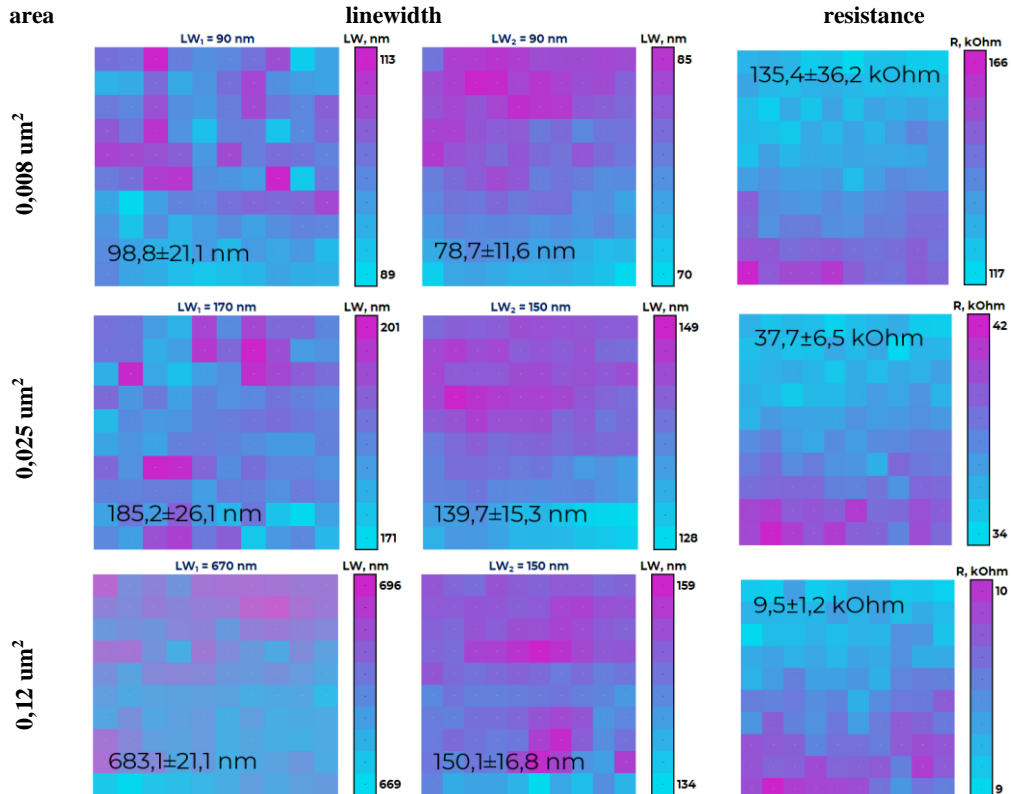 area linewidth resistance
LW₁ = 90 nm LW, nm LW₂ = 90 nm LW, nm R, kOhm
113 85 166
135,4±36,2 kOhm
0,008 um²
98,8±21,1 nm 78,7±11,6 nm
89 70 117
LW₁ = 170 nm LW, nm LW₂ = 150 nm LW, nm R, kOhm
201 149 42
37,7±6,5 kOhm
0,025 um²
185,2±26,1 nm 139,7±15,3 nm
171 128 34
LW₁ = 670 nm LW, nm LW₂ = 150 nm LW, nm R, kOhm
696 159 10
9,5±1,2 kOhm
0,12 um²
683,1±21,1 nm 150,1±16,8 nm
669 134 9